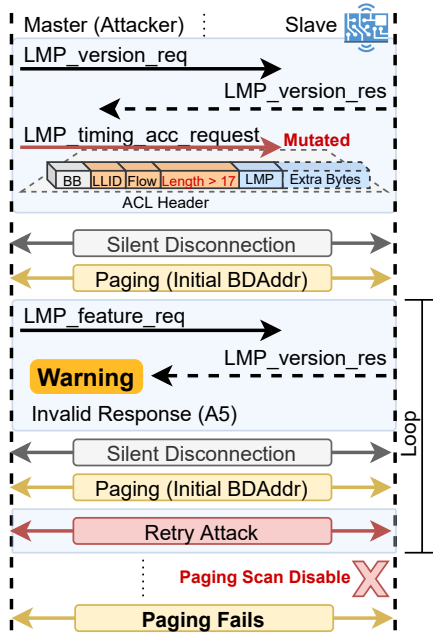 Master (Attacker)
Slave
LMP_version_req
LMP_version_res
LMP_timing_acc_request
Mutated
BB LLID Flow Length > 17 LMP Extra Bytes
ACL Header
Silent Disconnection
Paging (Initial BDAddr)
LMP_feature_req
LMP_version_res
Warning
Invalid Response (A5)
Loop
Silent Disconnection
Paging (Initial BDAddr)
Retry Attack
Paging Scan Disable
Paging Fails